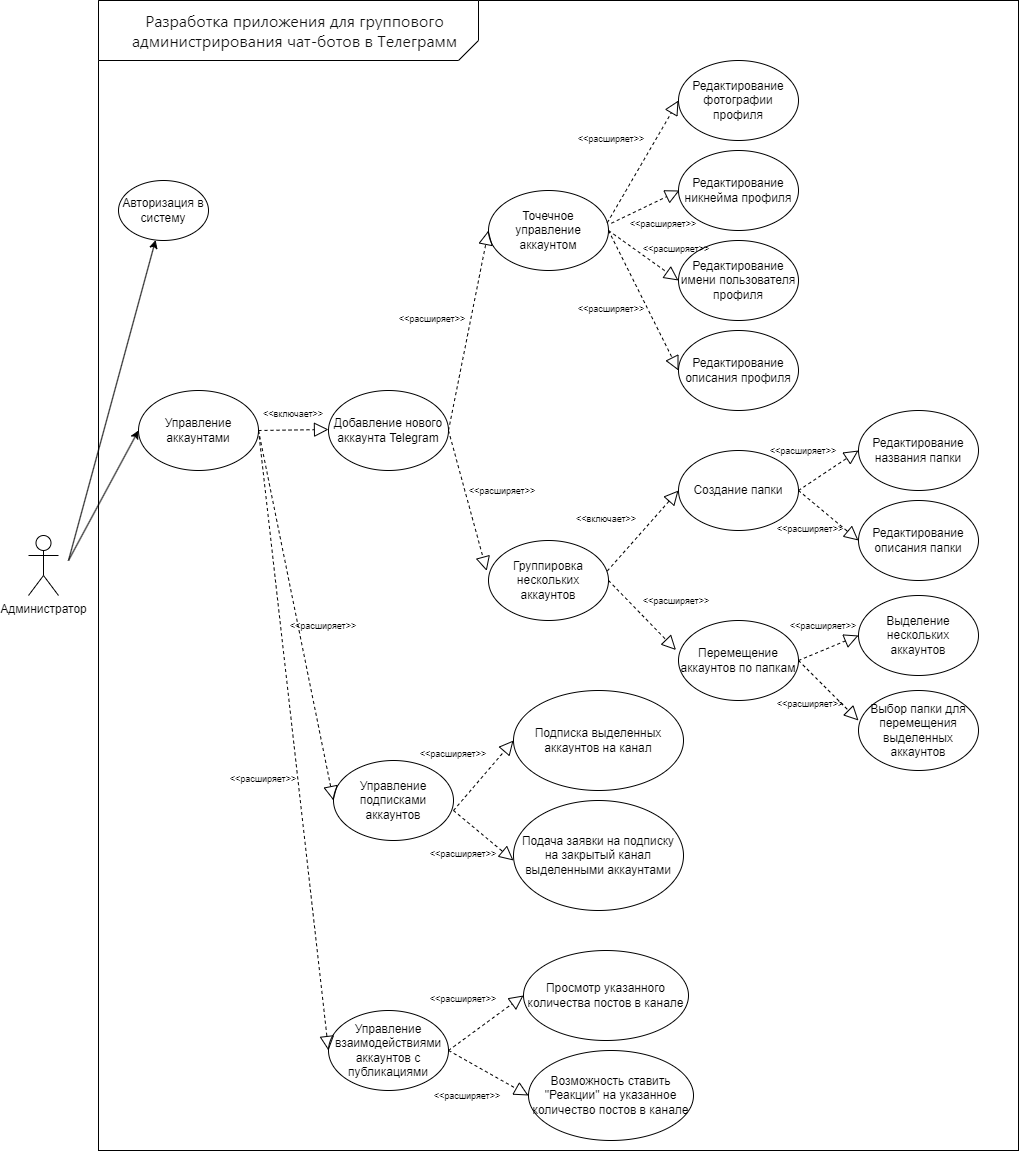 Разработка приложения для группового
администрирования чат-ботов в Телеграмм
Редактирование
фотографии
профиля
<<расширяет>>
Редактирование
никнейма профиля
<<расширяет>>
Авторизация в
систему
Точечное
управление
аккаунтом
<<расширяет>>
Редактирование
имени пользователя
профиля
<<расширяет>>
<<расширяет>>
Редактирование
описания профиля
Управление
аккаунтами
<<включает>>
Добавление нового
аккаунта Telegram
<<расширяет>>
Группировка
нескольких
аккаунтов
<<включает>>
Создание папки
<<расширяет>>
Редактирование
названия папки
<<расширяет>>
Редактирование
описания папки
Администратор
<<расширяет>>
Перемещение
аккаунтов по папкам
<<расширяет>>
Выделение
нескольких
аккаунтов
<<расширяет>>
Выбор папки для
перемещения
выделенных
аккаунтов
<<расширяет>>
Управление
подписками
аккаунтов
<<расширяет>>
Подписка выделенных
аккаунтов на канал
<<расширяет>>
Подача заявки на подписку
на закрытый канал
выделенными аккаунтами
<<расширяет>>
Управление
взаимодействиями
аккаунтов с
публикациями
<<расширяет>>
Просмотр указанного
количества постов в канале
<<расширяет>>
Возможность ставить
"Реакции" на указанное
количество постов в канале